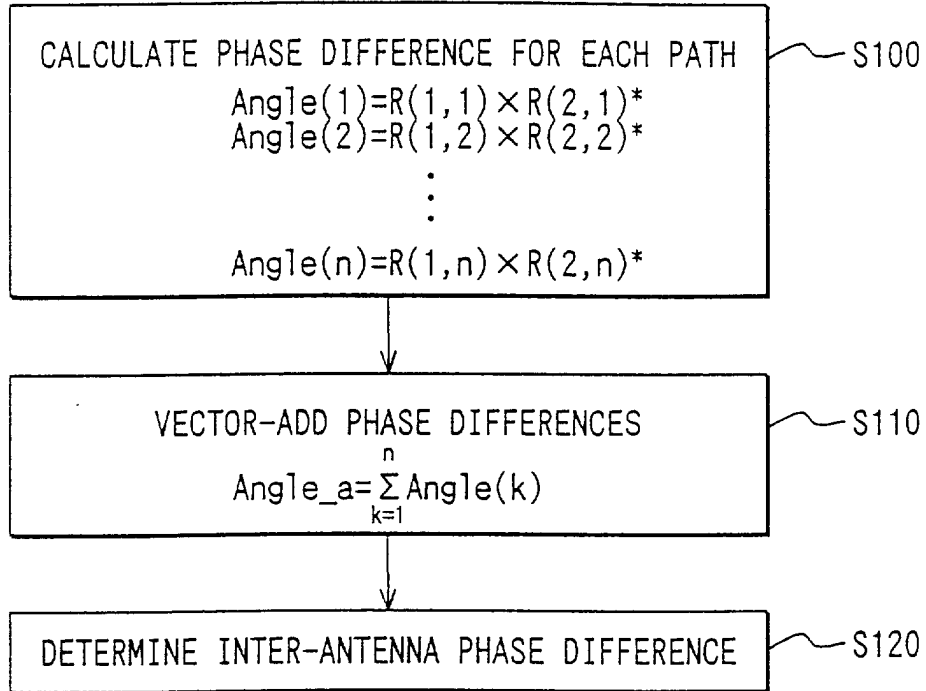 CALCULATE PHASE DIFFERENCE FOR EACH PATH
S100
Angle(1)=R(1,1)×R(2,1)*
Angle(2)=R(1,2)×R(2,2)*
⋮
Angle(n)=R(1,n)×R(2,n)*
VECTOR-ADD PHASE DIFFERENCES
S110
n
Angle_a=ΣAngle(k)
k=1
DETERMINE INTER-ANTENNA PHASE DIFFERENCE
S120